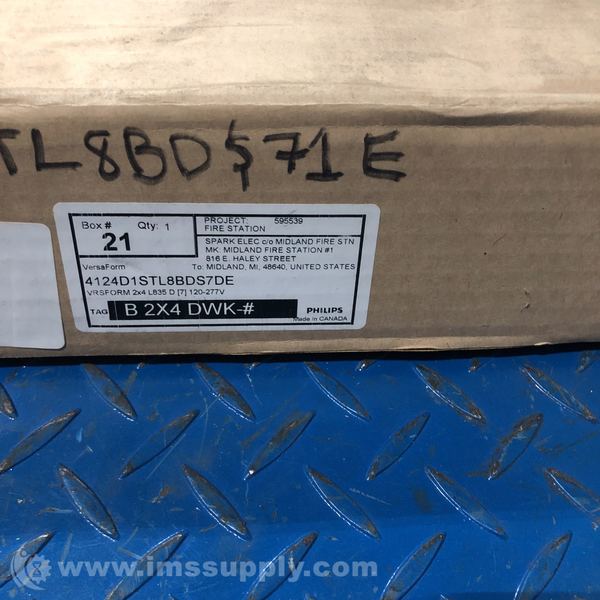 TL8BD$71E
Box #
21
Qty: 1
PROJECT: 595539
FIRE STATION
SPARK ELEC c/o MIDLAND FIRE STN
MK: MIDLAND FIRE STATION #1
816 E. HALEY STREET
To: MIDLAND, MI, 48640, UNITED STATES
VersaForm
4124D1STL8BDS7DE
VRSFORM 2x4 L835 D [7] 120-277V
TAG B 2X4 DWK-#
PHILIPS
Made in CANADA
www.imssupply.com